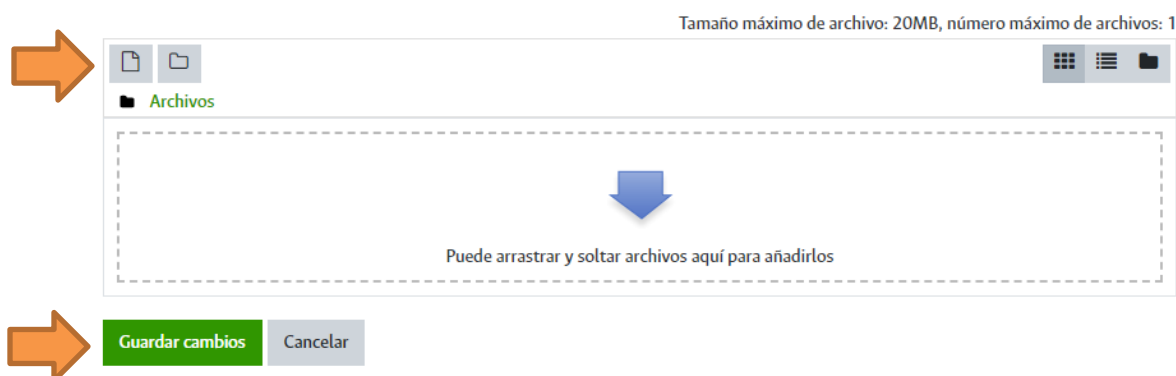 Tamaño máximo de archivo: 20MB, número máximo de archivos: 1
Archivos
Puede arrastrar y soltar archivos aquí para añadirlos
Guardar cambios Cancelar